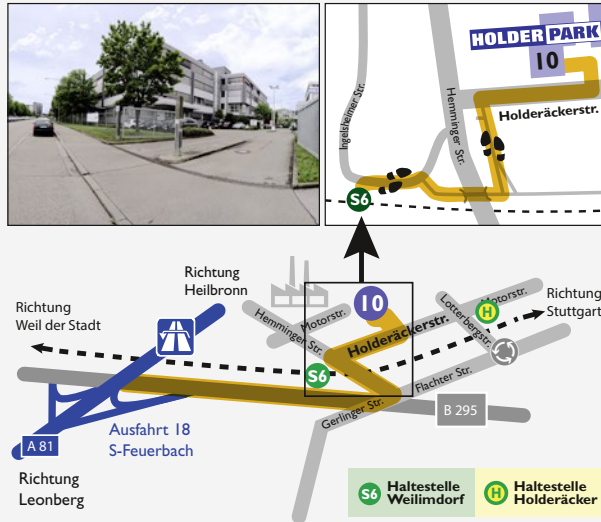 HOLDERPARK
10
Ingelsheimer Str.
Hemminger Str.
Holderäckerstr.
S6
Richtung
Heilbronn
Richtung
Weil der Stadt
10
Hemminger Str.
Motorstr.
Holderäckerstr.
Lotterbergstr.
Motorstr.
H
Richtung
Stuttgart
S6
Flachter Str.
Gerlinger Str.
B 295
A 81
Ausfahrt 18
S-Feuerbach
Richtung
Leonberg
S6
Haltestelle
Weilimdorf
H
Haltestelle
Holderäcker